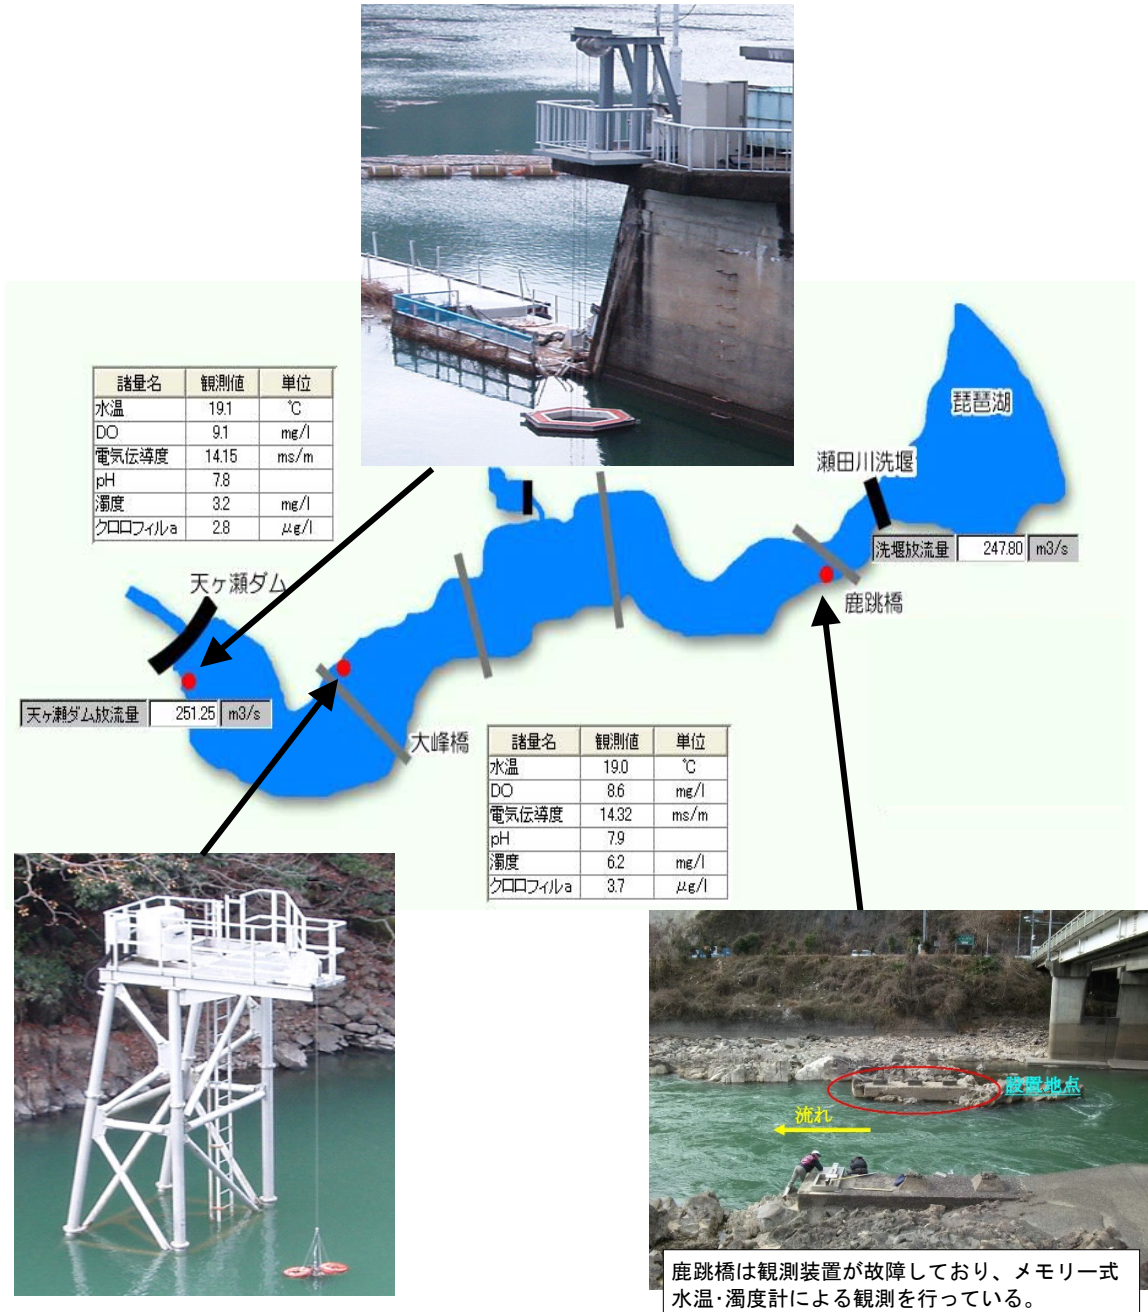 諸量名 観測値 単位
水温 19.1 ℃
DO 9.1 mg/l
電気伝導度 14.15 ms/m
pH 7.8
濁度 3.2 mg/l
クロロフィルa 2.8 μg/l
琵琶湖
瀬田川洗堰
洗堰放流量 247.80 m3/s
天ヶ瀬ダム
鹿跳橋
天ヶ瀬ダム放流量 251.25 m3/s
大峰橋
諸量名 観測値 単位
水温 19.0 ℃
DO 8.6 mg/l
電気伝導度 14.32 ms/m
pH 7.9
濁度 6.2 mg/l
クロロフィルa 3.7 μg/l
設置地点
流れ
鹿跳橋は観測装置が故障しており、メモリー式
水温･濁度計による観測を行っている。